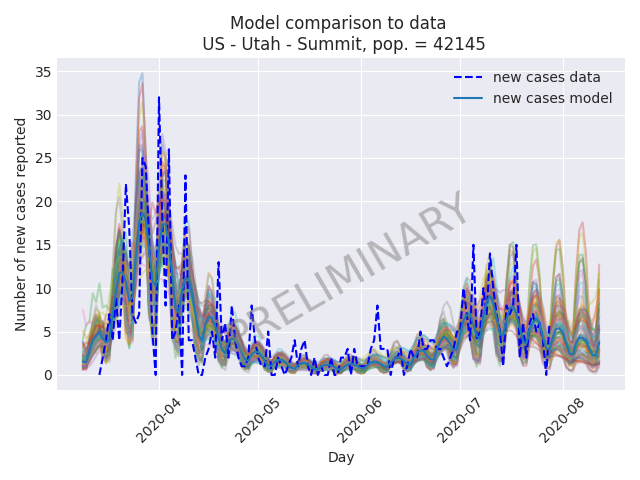 Model comparison to data
US - Utah - Summit, pop. = 42145
new cases data
new cases model
PRELIMINARY
Number of new cases reported
35
30
25
20
15
10
5
0
2020-04
2020-05
2020-06
2020-07
2020-08
Day